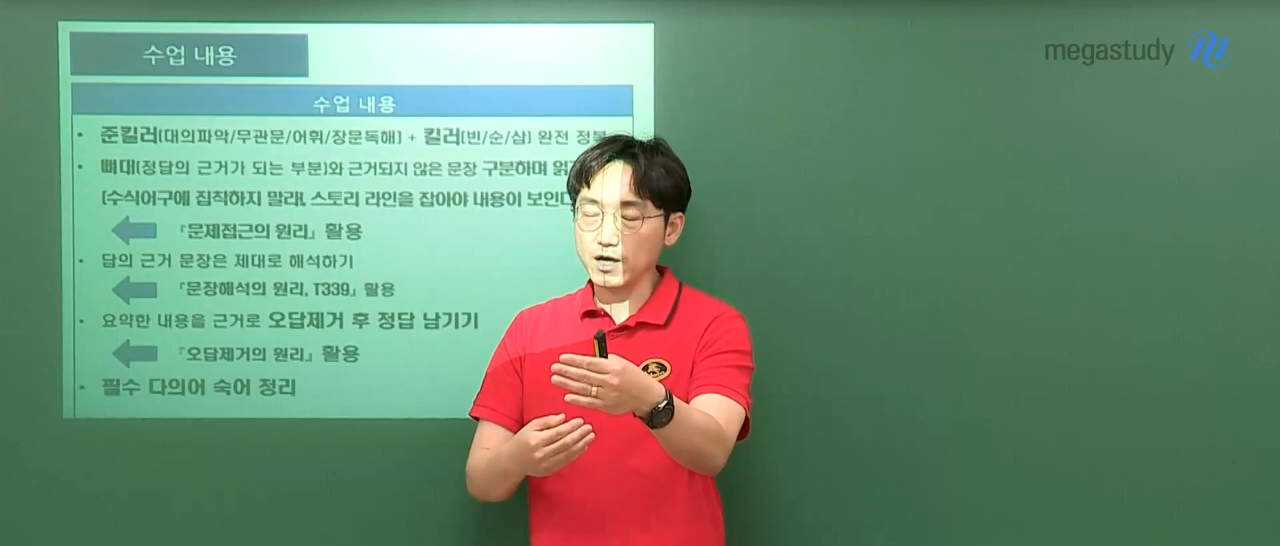 수업 내용
megastudy
수업 내용
• 준킬러(대의파악/무관문/어휘/장문독해) + 킬러(빈/순/삽) 완전 정복
• 뼈대(정답의 근거가 되는 부분)와 근거되지 않은 문장 구분하며 읽
(수식어구에 집착하지 말라!, 스토리 라인을 잡아야 내용이 보인다
『문제접근의 원리』 활용
• 답의 근거 문장은 제대로 해석하기
『문장해석의 원리, T339』 활용
• 요약한 내용을 근거로 오답제거 후 정답 남기기
『오답제거의 원리』 활용
• 필수 다의어 숙어 정리